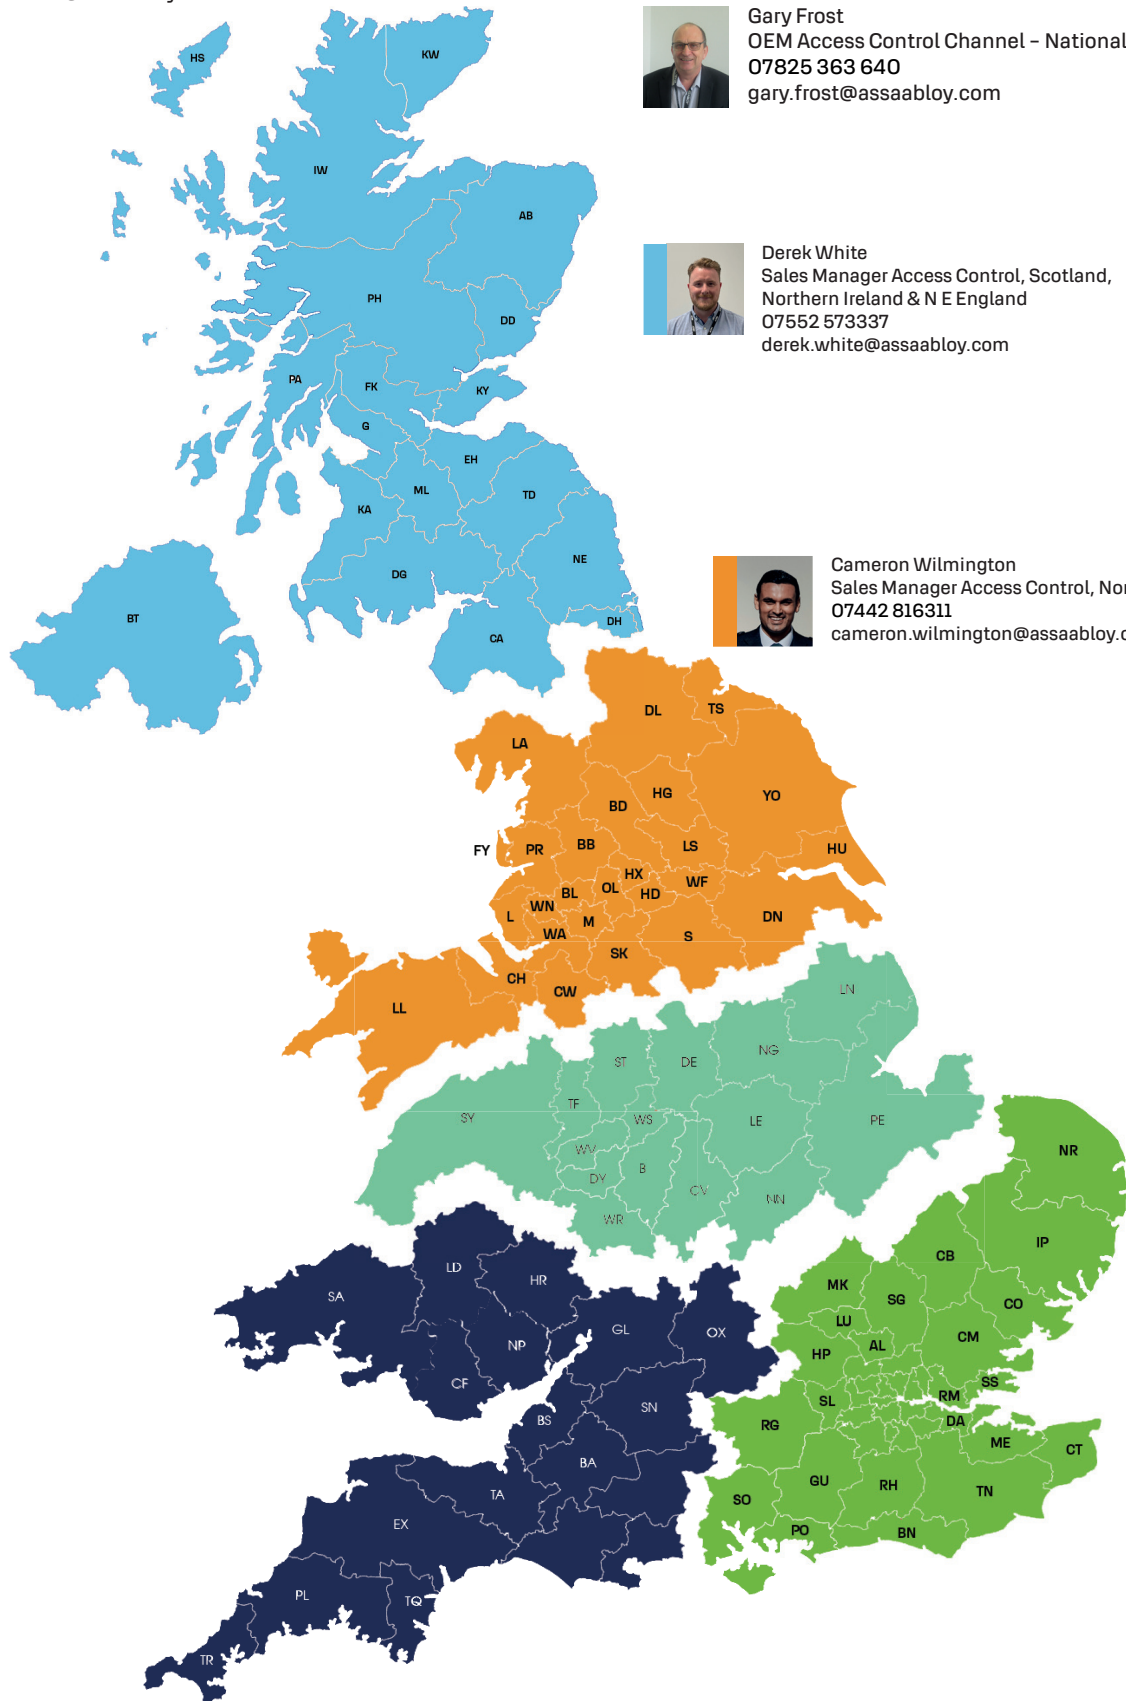 Gary Frost
OEM Access Control Channel – National
07825 363 640
gary.frost@assaabloy.com
HS
KW
IW
AB
Derek White
Sales Manager Access Control, Scotland,
Northern Ireland & N E England
07552 573337
derek.white@assaabloy.com
PH
DD
PA
FK
KY
G
EH
ML
TD
KA
NE
DG
BT
DH
CA
Cameron Wilmington
Sales Manager Access Control, Nor
07442 816311
cameron.wilmington@assaabloy.c
DL
TS
LA
HG
YO
BD
FY
PR
BB
LS
HU
HX
OL
WF
BL
HD
WN
L
M
DN
WA
S
SK
CH
CW
LL
LN
NG
ST
DE
TF
SY
WS
LE
PE
WV
B
DY
CV
NN
WR
NR
IP
CB
LD
HR
SA
MK
SG
CO
GL
OX
LU
CM
NP
AL
HP
CF
SS
RM
SL
SN
BS
DA
RG
ME
CT
BA
GU
RH
TN
TA
SO
EX
PO
BN
PL
TQ
TR